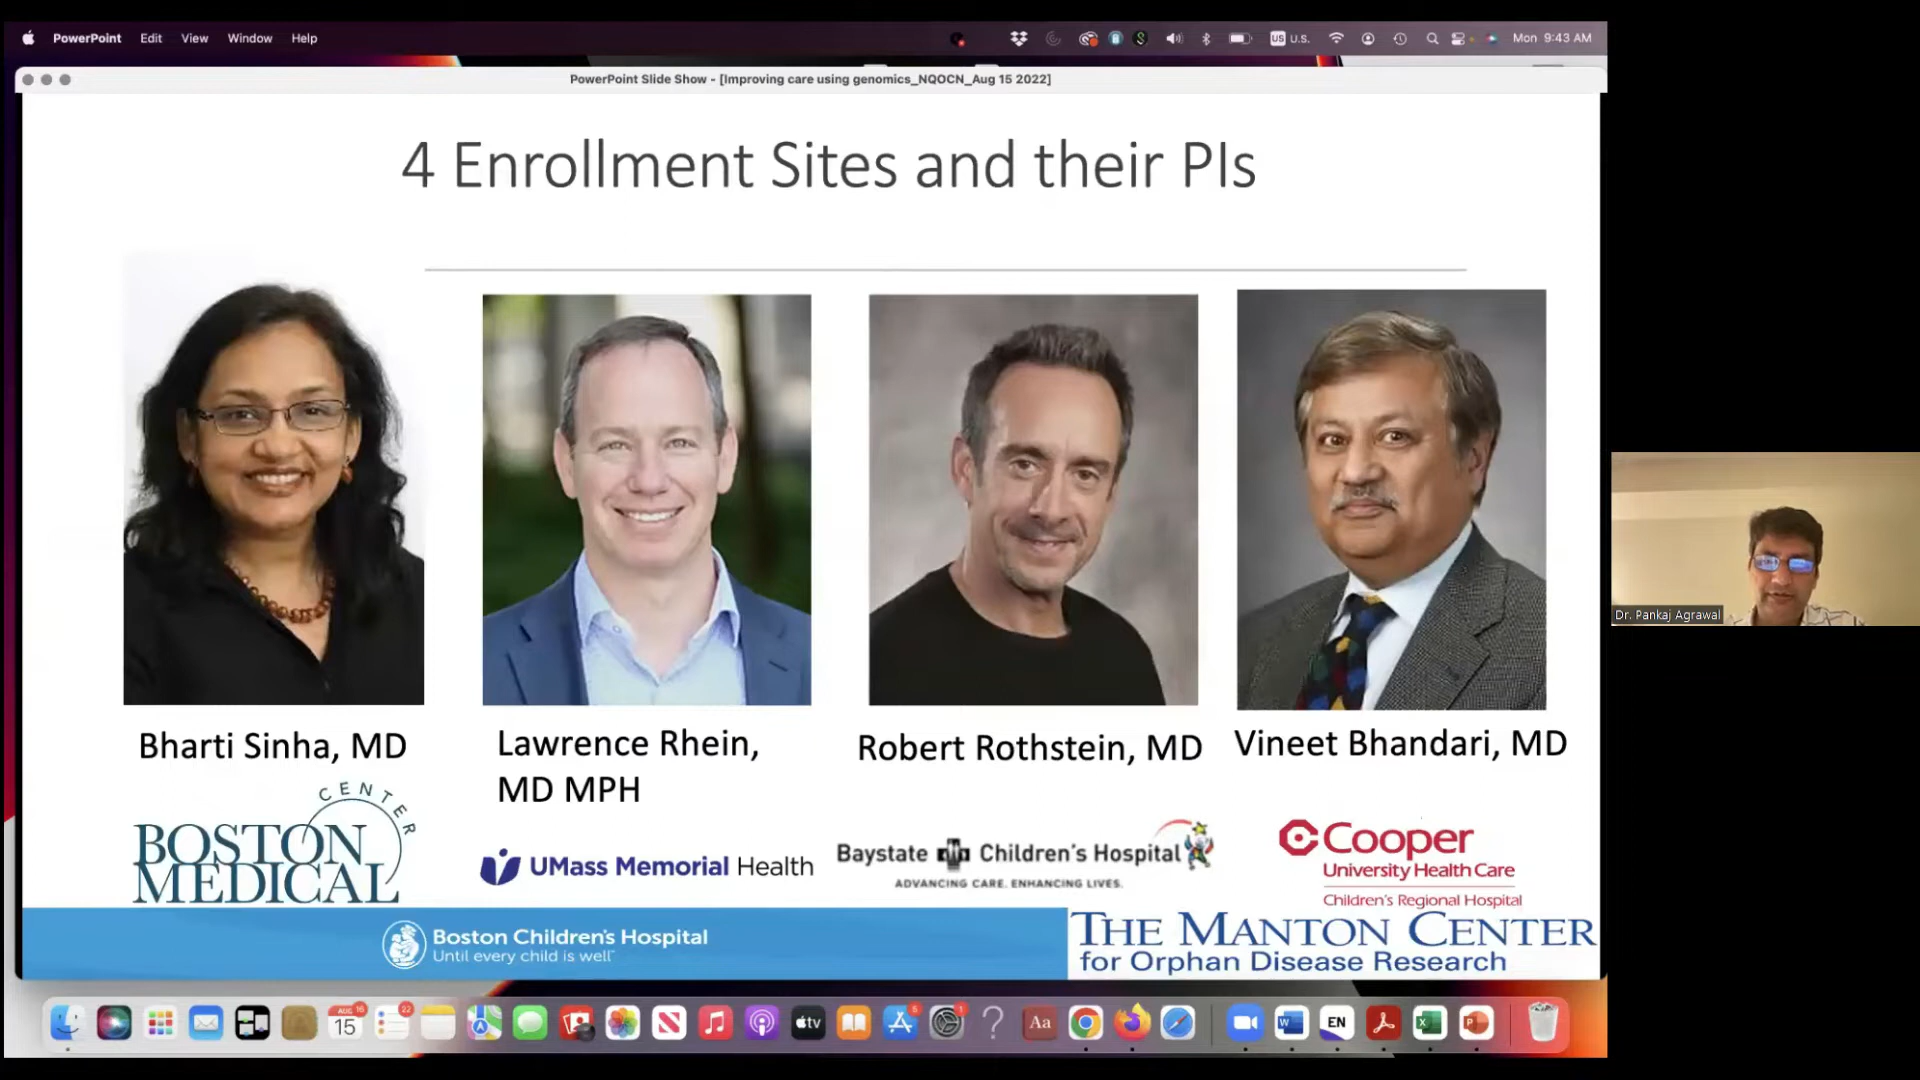 PowerPoint Edit View Window Help
US U.S. Mon 9:43 AM
PowerPoint Slide Show - [Improving care using genomics_NQOCN_Aug 15 2022]
4 Enrollment Sites and their PIs
Bharti Sinha, MD
BOSTON
MEDICAL
CENTER
Lawrence Rhein,
MD MPH
UMass Memorial Health
Robert Rothstein, MD
Baystate Children's Hospital
ADVANCING CARE. ENHANCING LIVES.
Vineet Bhandari, MD
Cooper
University Health Care
Children's Regional Hospital
Boston Children's Hospital
Until every child is well
THE MANTON CENTER
for Orphan Disease Research
Dr. Pankaj Agrawal
AUG
15
tv
Aa
EN
W
X
P